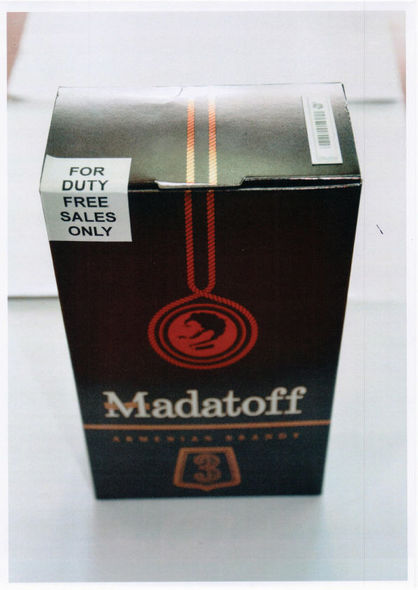 FOR
DUTY
FREE
SALES
ONLY
Madatoff
ARMENIAN BRANDY
3